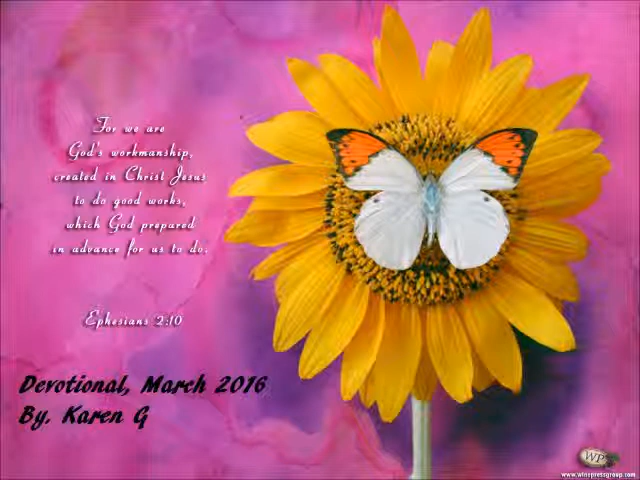 For we are
God's workmanship,
created in Christ Jesus
to do good works,
which God prepared
in advance for us to do.
Ephesians 2:10
Devotional, March 2016
By. Karen G
WP
www.winepressgroup.com